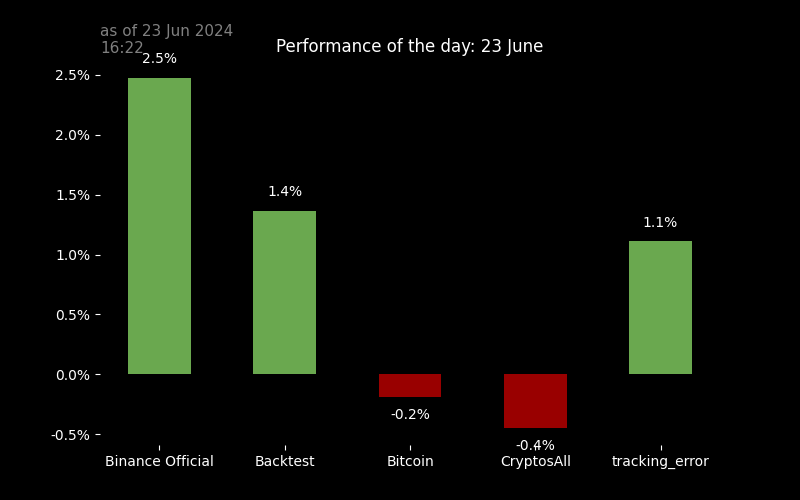 as of 23 Jun 2024
16:22
Performance of the day: 23 June
2.5%
2.5%
2.0%
1.4%
1.5%
1.1%
1.0%
0.5%
0.0%
-0.2%
-0.5%
-0.4%
Binance Official
Backtest
Bitcoin
CryptosAll
tracking_error